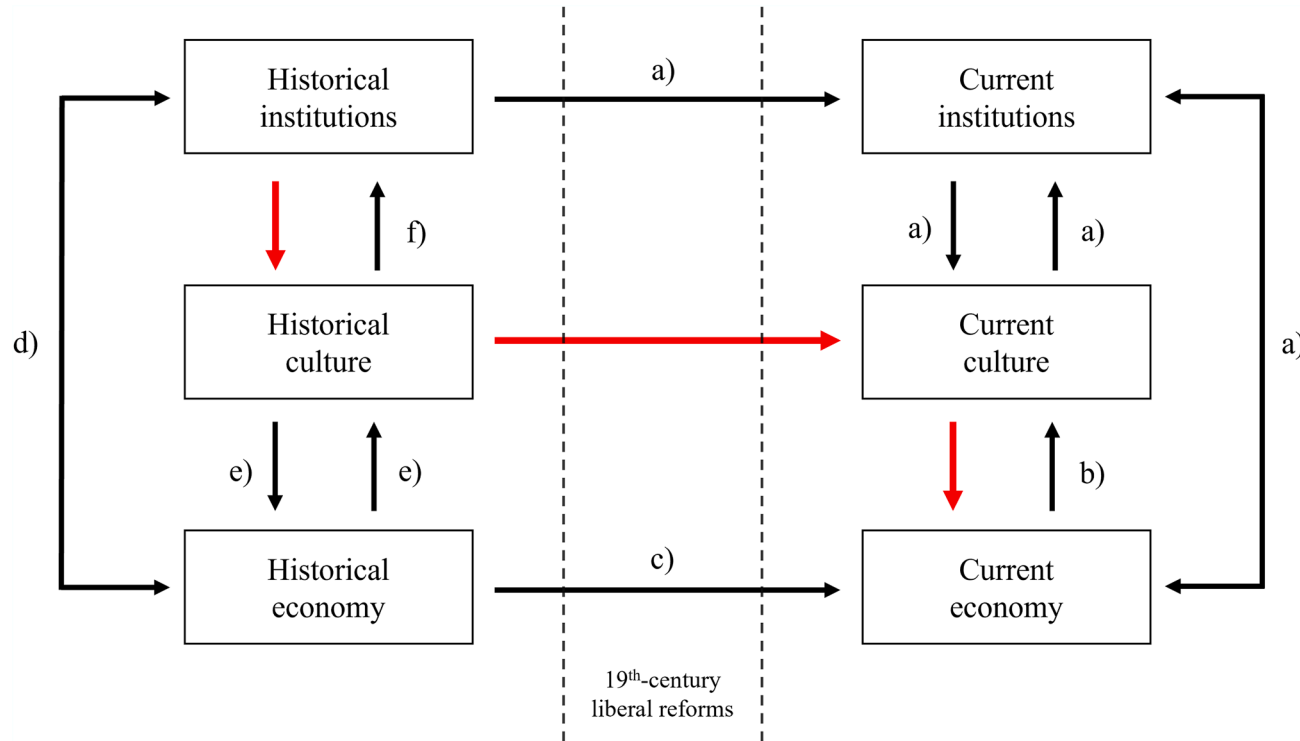 Historical
institutions
a)
Current
institutions
f)
a)
a)
d)
Historical
culture
Current
culture
a)
e)
e)
b)
Historical
economy
c)
Current
economy
19th-century
liberal reforms